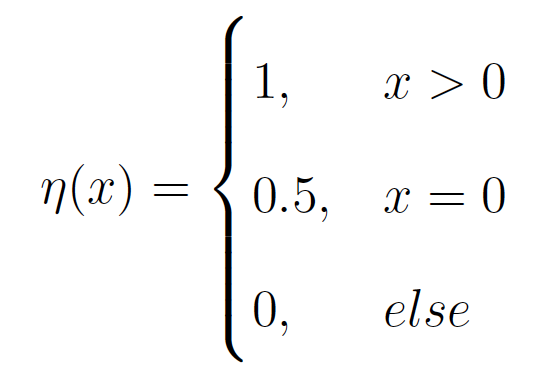 1, x > 0
η(x) = { 0.5, x = 0
0, else